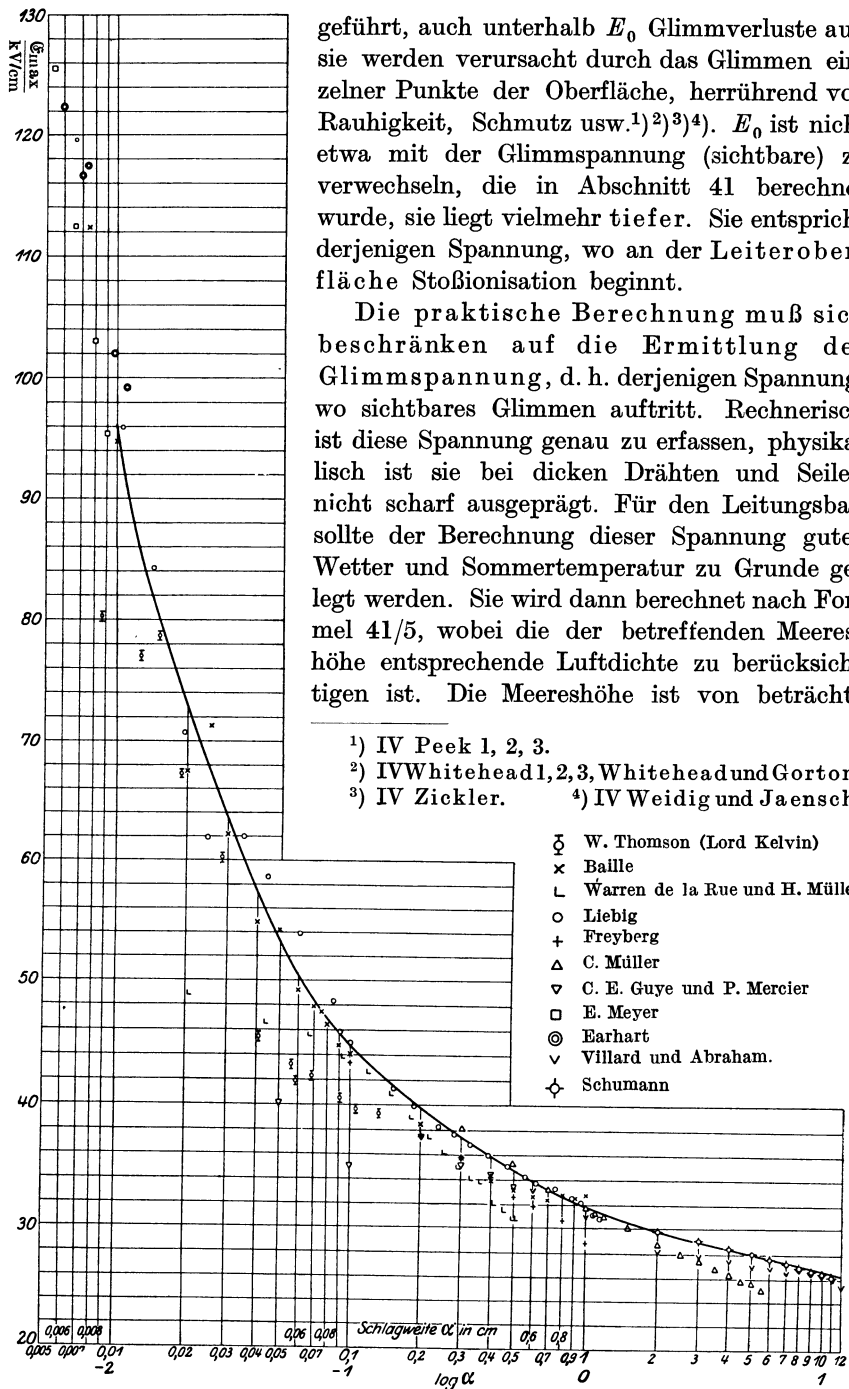 geführt, auch unterhalb E₀ Glimmverluste au
sie werden verursacht durch das Glimmen ein
zelner Punkte der Oberfläche, herrührend vo
Rauhigkeit, Schmutz usw.¹)²)³)⁴). E₀ ist nich
etwa mit der Glimmspannung (sichtbare) z
verwechseln, die in Abschnitt 41 berechne
wurde, sie liegt vielmehr tiefer. Sie entsprich
derjenigen Spannung, wo an der Leiterober
fläche Stoßionisation beginnt.
Die praktische Berechnung muß sic
beschränken auf die Ermittlung de
Glimmspannung, d. h. derjenigen Spannung
wo sichtbares Glimmen auftritt. Rechnerisc
ist diese Spannung genau zu erfassen, physika
lisch ist sie bei dicken Drähten und Seile
nicht scharf ausgeprägt. Für den Leitungsba
sollte der Berechnung dieser Spannung gute
Wetter und Sommertemperatur zu Grunde ge
legt werden. Sie wird dann berechnet nach For
mel 41/5, wobei die der betreffenden Meeres
höhe entsprechende Luftdichte zu berücksich
tigen ist. Die Meereshöhe ist von beträcht
¹) IV Peek 1, 2, 3.
²) IV Whitehead 1, 2, 3, Whitehead und Gorton
³) IV Zickler. ⁴) IV Weidig und Jaensch
W. Thomson (Lord Kelvin)
Baille
Warren de la Rue und H. Mülle
Liebig
Freyberg
C. Müller
C. E. Guye und P. Mercier
E. Meyer
Earhart
Villard und Abraham.
Schumann
𝔈max
kV/cm
130
120
110
100
90
80
70
60
50
40
30
20
0,006 0,008 0,06 0,08 Schlagweite α in cm 0,6 0,8
0,005 0,007 0,01 0,02 0,03 0,04 0,05 0,07 0,1 0,2 0,3 0,4 0,5 0,7 0,9 1 2 3 4 5 6 7 8 9 10 12
-2 -1 log α 0 1